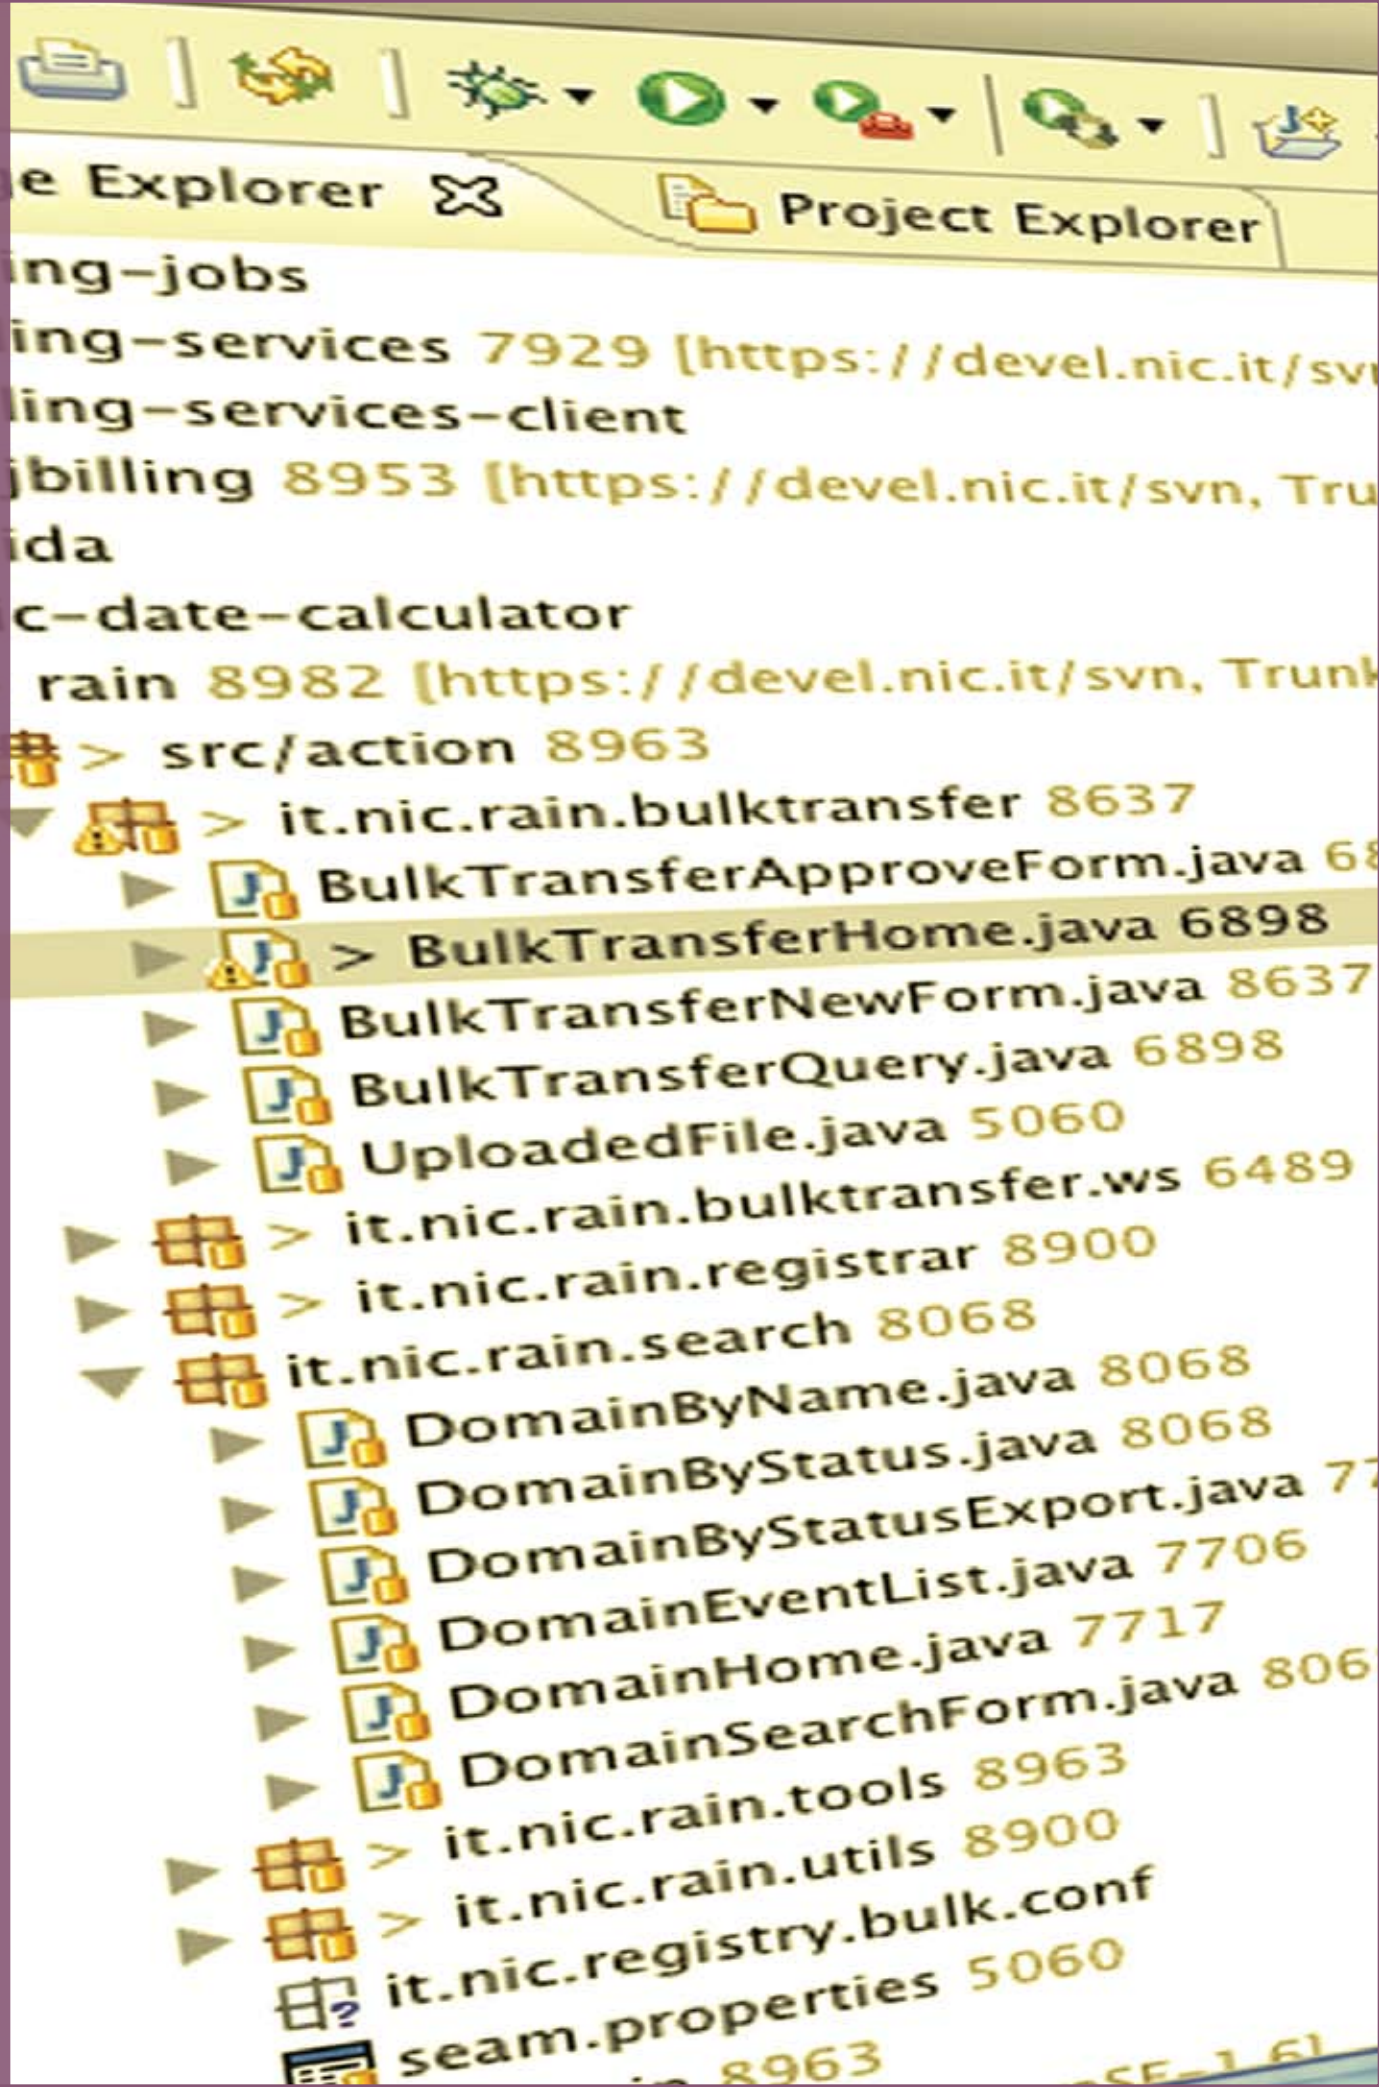 Explorer
Project Explorer
ing-jobs
ing-services 7929 [https://devel.nic.it/sv
ling-services-client
jbilling 8953 [https://devel.nic.it/svn, Tru
ida
c-date-calculator
rain 8982 [https://devel.nic.it/svn, Trunk
> src/action 8963
> it.nic.rain.bulktransfer 8637
BulkTransferApproveForm.java 68
> BulkTransferHome.java 6898
BulkTransferNewForm.java 8637
BulkTransferQuery.java 6898
UploadedFile.java 5060
> it.nic.rain.bulktransfer.ws 6489
> it.nic.rain.registrar 8900
it.nic.rain.search 8068
DomainByName.java 8068
DomainByStatus.java 8068
DomainByStatusExport.java 77
DomainEventList.java 7706
DomainHome.java 7717
DomainSearchForm.java 806
> it.nic.rain.tools 8963
> it.nic.rain.utils 8900
it.nic.registry.bulk.conf
seam.properties 5060
8963